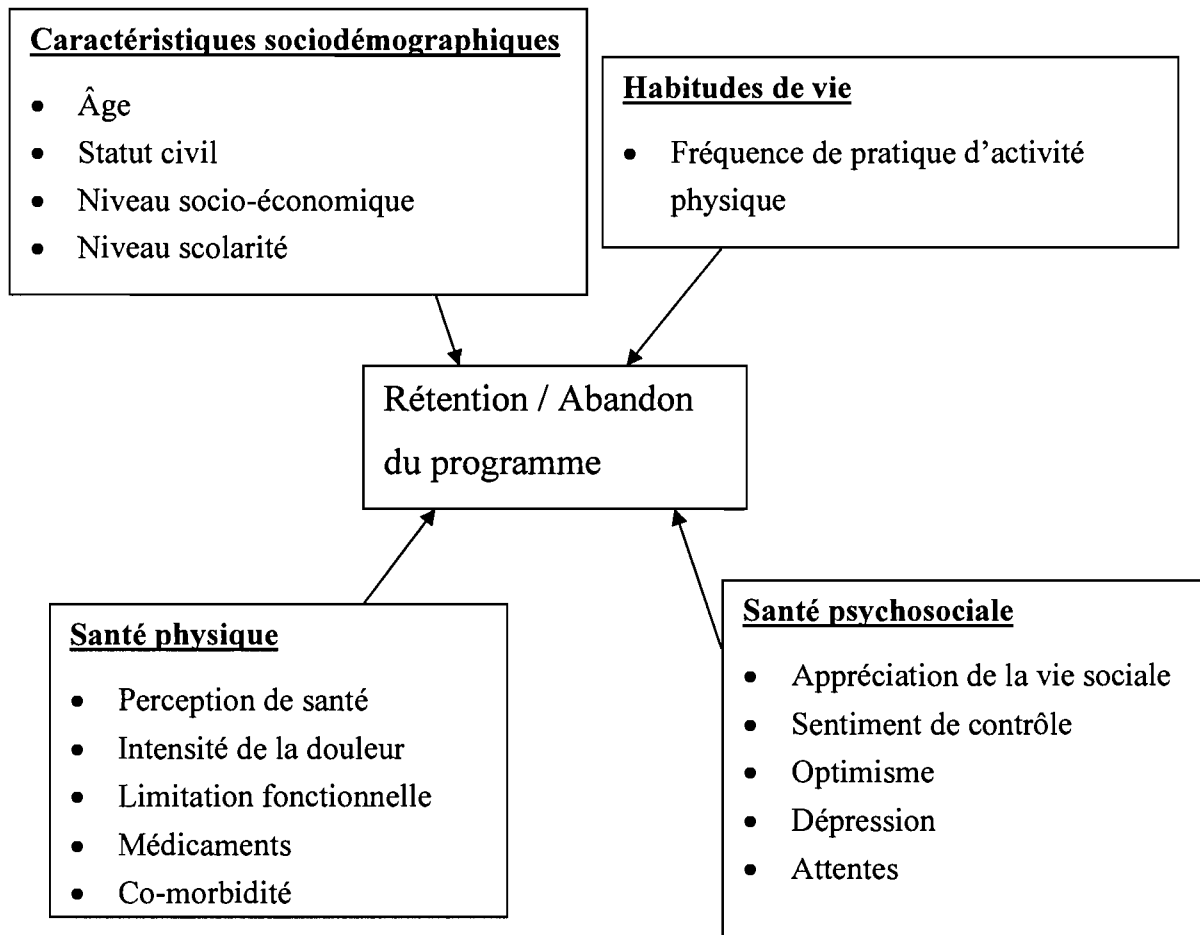 Caractéristiques sociodémographiques
• Âge
• Statut civil
• Niveau socio-économique
• Niveau scolarité
Habitudes de vie
• Fréquence de pratique d'activité
physique
Rétention / Abandon
du programme
Santé physique
• Perception de santé
• Intensité de la douleur
• Limitation fonctionnelle
• Médicaments
• Co-morbidité
Santé psychosociale
• Appréciation de la vie sociale
• Sentiment de contrôle
• Optimisme
• Dépression
• Attentes